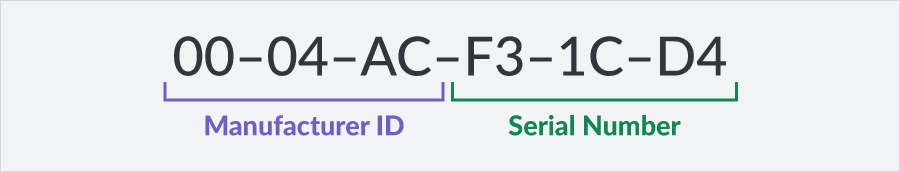 00–04–AC–F3–1C–D4
Manufacturer ID Serial Number